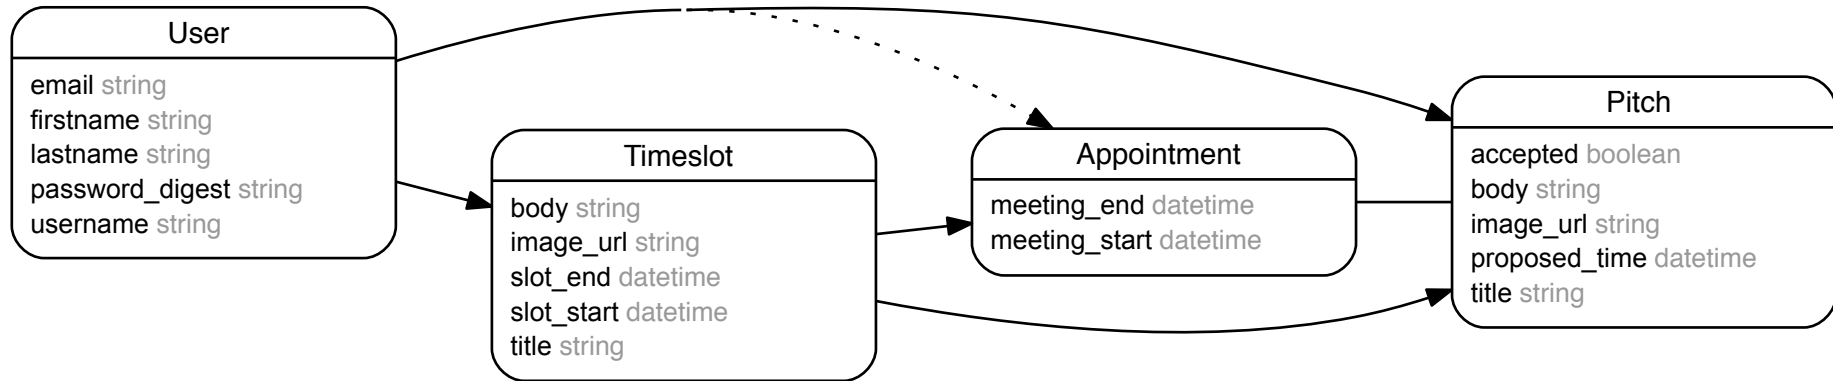 User
email string
firstname string
lastname string
password_digest string
username string
Timeslot
body string
image_url string
slot_end datetime
slot_start datetime
title string
Appointment
meeting_end datetime
meeting_start datetime
Pitch
accepted boolean
body string
image_url string
proposed_time datetime
title string